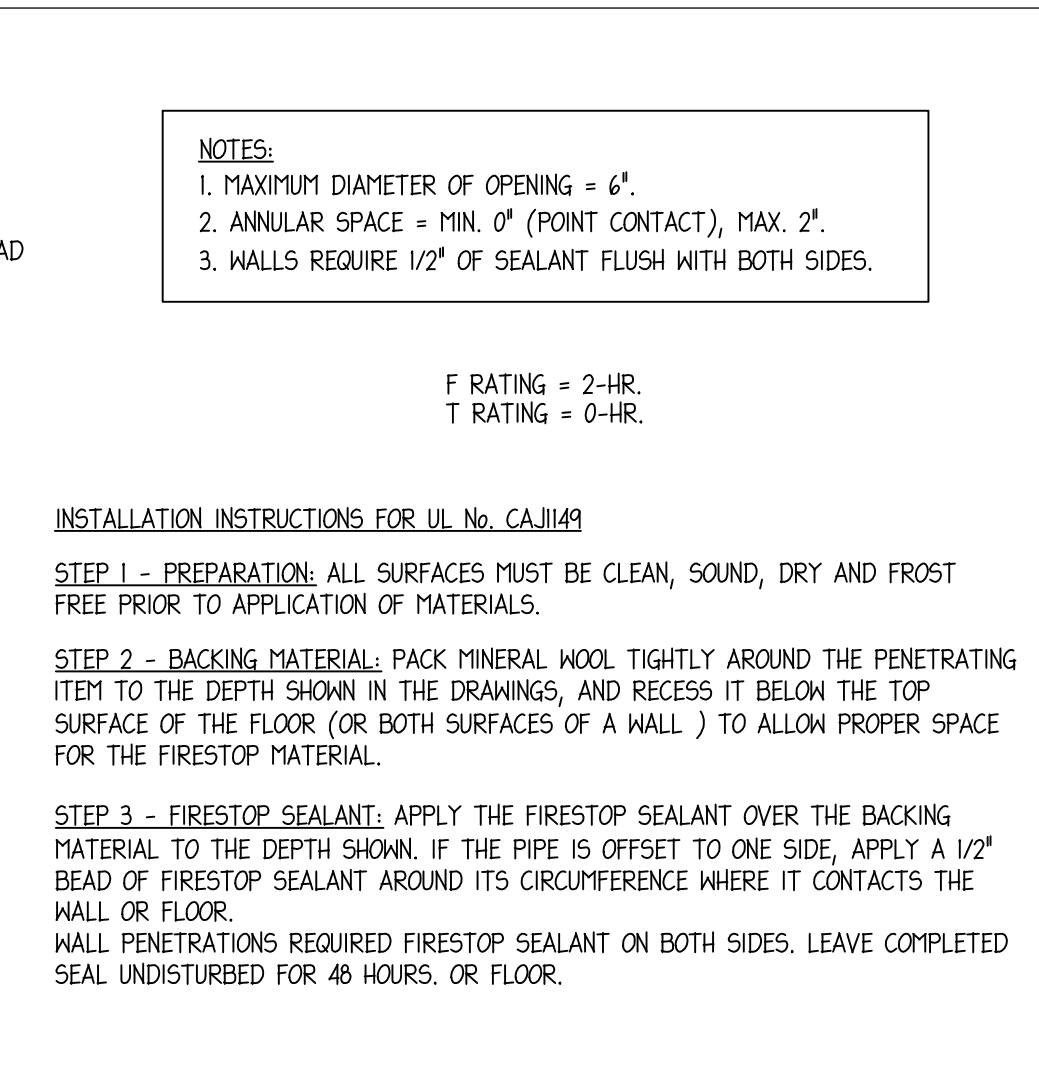 NOTES:
1. MAXIMUM DIAMETER OF OPENING = 6".
2. ANNULAR SPACE = MIN. 0" (POINT CONTACT), MAX. 2".
AD
3. WALLS REQUIRE 1/2" OF SEALANT FLUSH WITH BOTH SIDES.
F RATING = 2-HR.
T RATING = 0-HR.
INSTALLATION INSTRUCTIONS FOR UL No. CAJ1149
STEP 1 - PREPARATION: ALL SURFACES MUST BE CLEAN, SOUND, DRY AND FROST
FREE PRIOR TO APPLICATION OF MATERIALS.
STEP 2 - BACKING MATERIAL: PACK MINERAL WOOL TIGHTLY AROUND THE PENETRATING
ITEM TO THE DEPTH SHOWN IN THE DRAWINGS, AND RECESS IT BELOW THE TOP
SURFACE OF THE FLOOR (OR BOTH SURFACES OF A WALL ) TO ALLOW PROPER SPACE
FOR THE FIRESTOP MATERIAL.
STEP 3 - FIRESTOP SEALANT: APPLY THE FIRESTOP SEALANT OVER THE BACKING
MATERIAL TO THE DEPTH SHOWN. IF THE PIPE IS OFFSET TO ONE SIDE, APPLY A 1/2"
BEAD OF FIRESTOP SEALANT AROUND ITS CIRCUMFERENCE WHERE IT CONTACTS THE
WALL OR FLOOR.
WALL PENETRATIONS REQUIRED FIRESTOP SEALANT ON BOTH SIDES. LEAVE COMPLETED
SEAL UNDISTURBED FOR 48 HOURS. OR FLOOR.